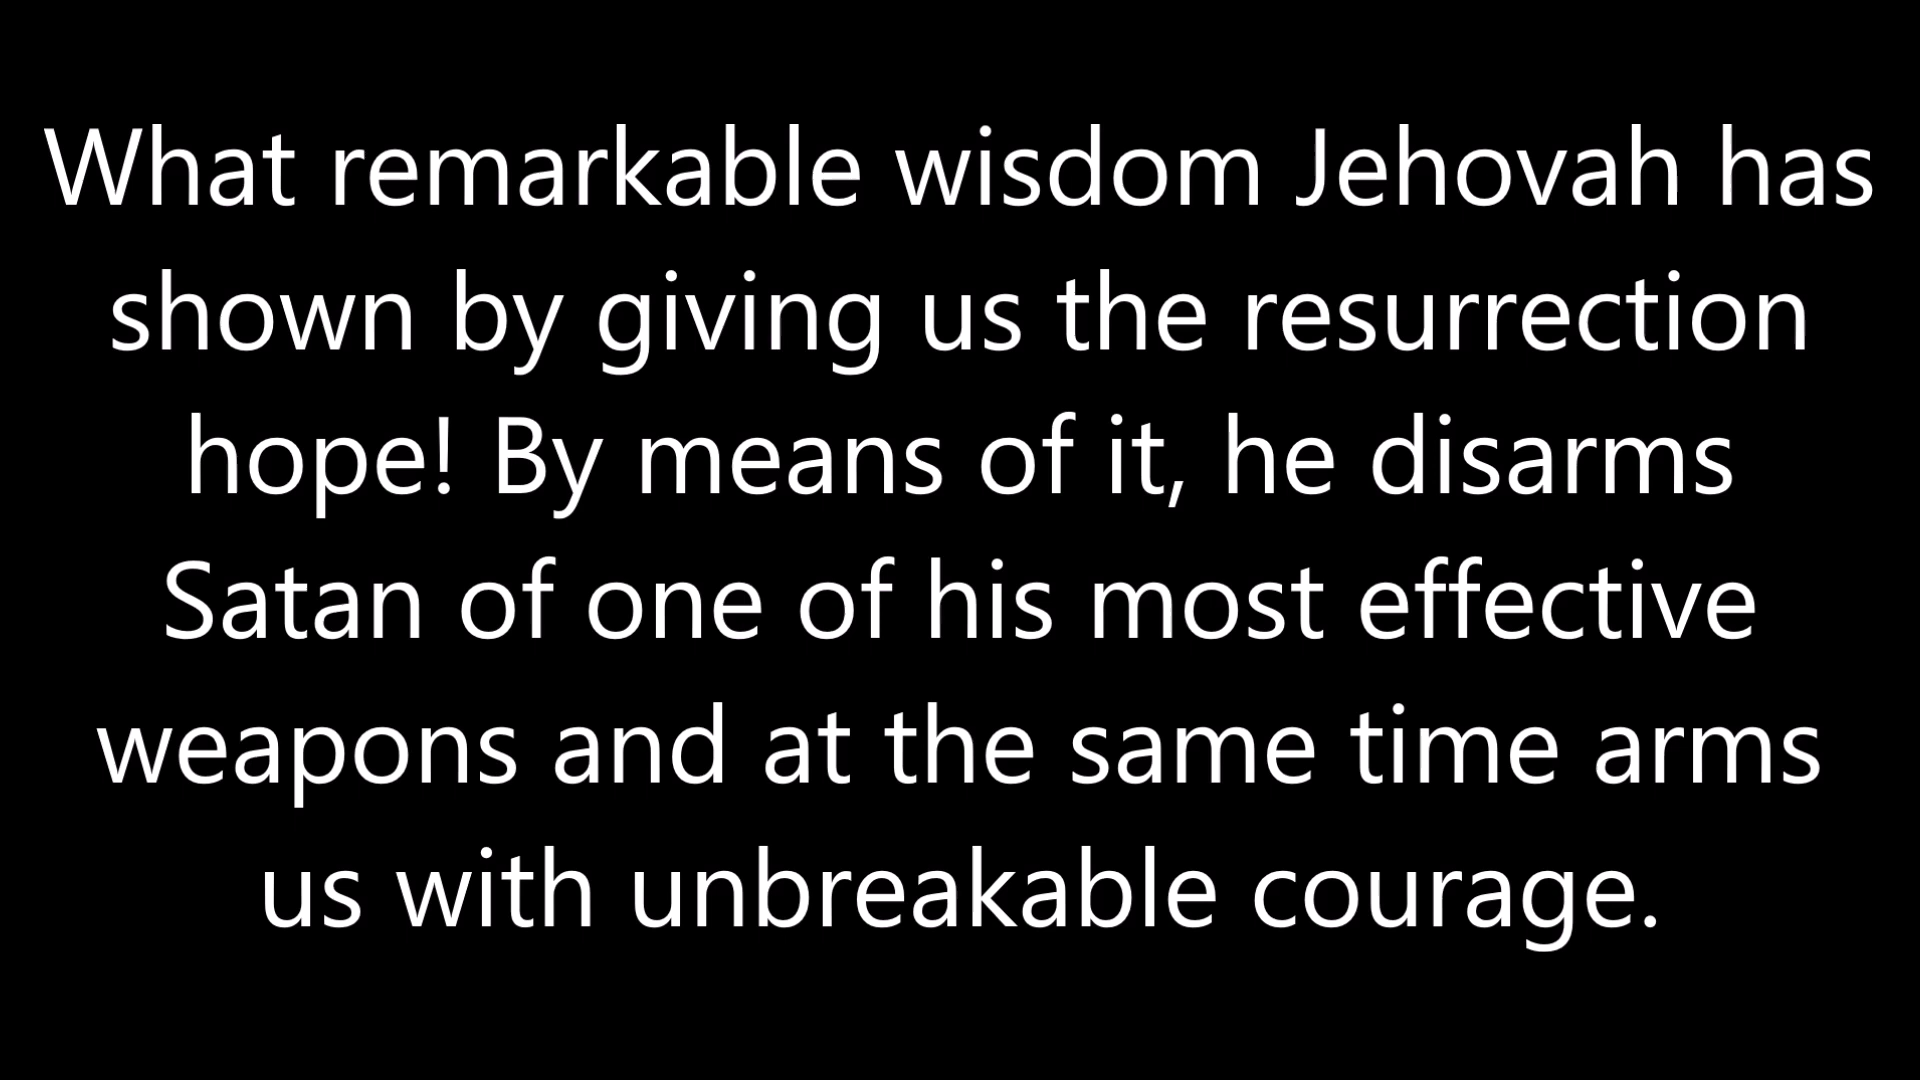 What remarkable wisdom Jehovah has
shown by giving us the resurrection
hope! By means of it, he disarms
Satan of one of his most effective
weapons and at the same time arms
us with unbreakable courage.